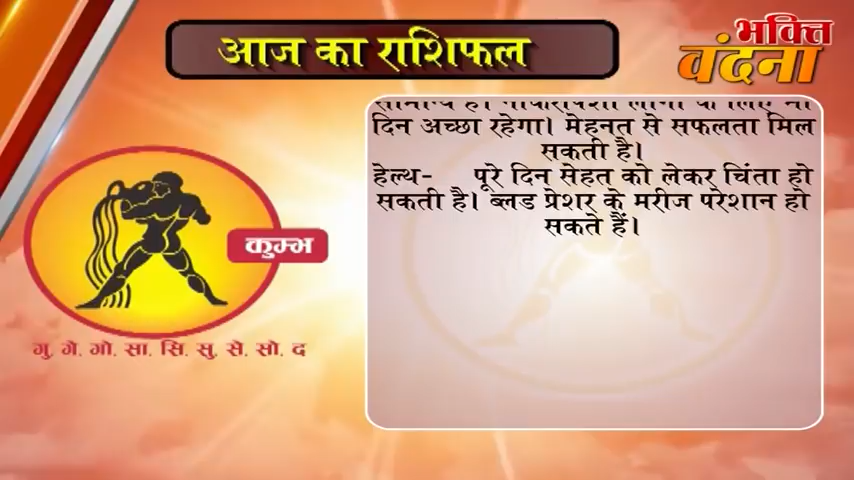 आज का राशिफल
भक्ति
वंदना
दिन अच्छा रहेगा। मेहनत से सफलता मिल
सकती है।
हेल्थ- पूरे दिन सेहत को लेकर चिंता हो
सकती है। ब्लड प्रेशर के मरीज परेशान हो
सकते हैं।
कुम्भ
गु. गे. गो. सा. सि. सु. से. सो. द